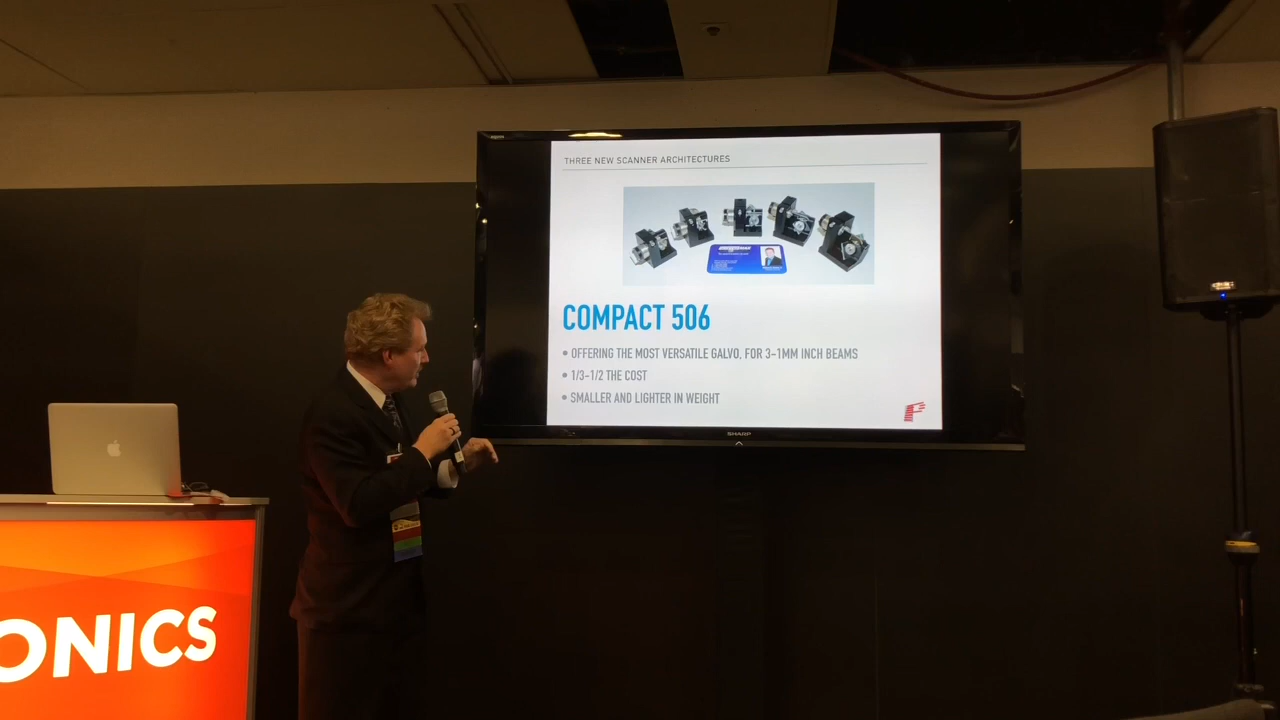 THREE NEW SCANNER ARCHITECTURES
COMPACT 506
• OFFERING THE MOST VERSATILE GALVO, FOR 3-1MM INCH BEAMS
• 1/3-1/2 THE COST
• SMALLER AND LIGHTER IN WEIGHT
SHARP
ONICS